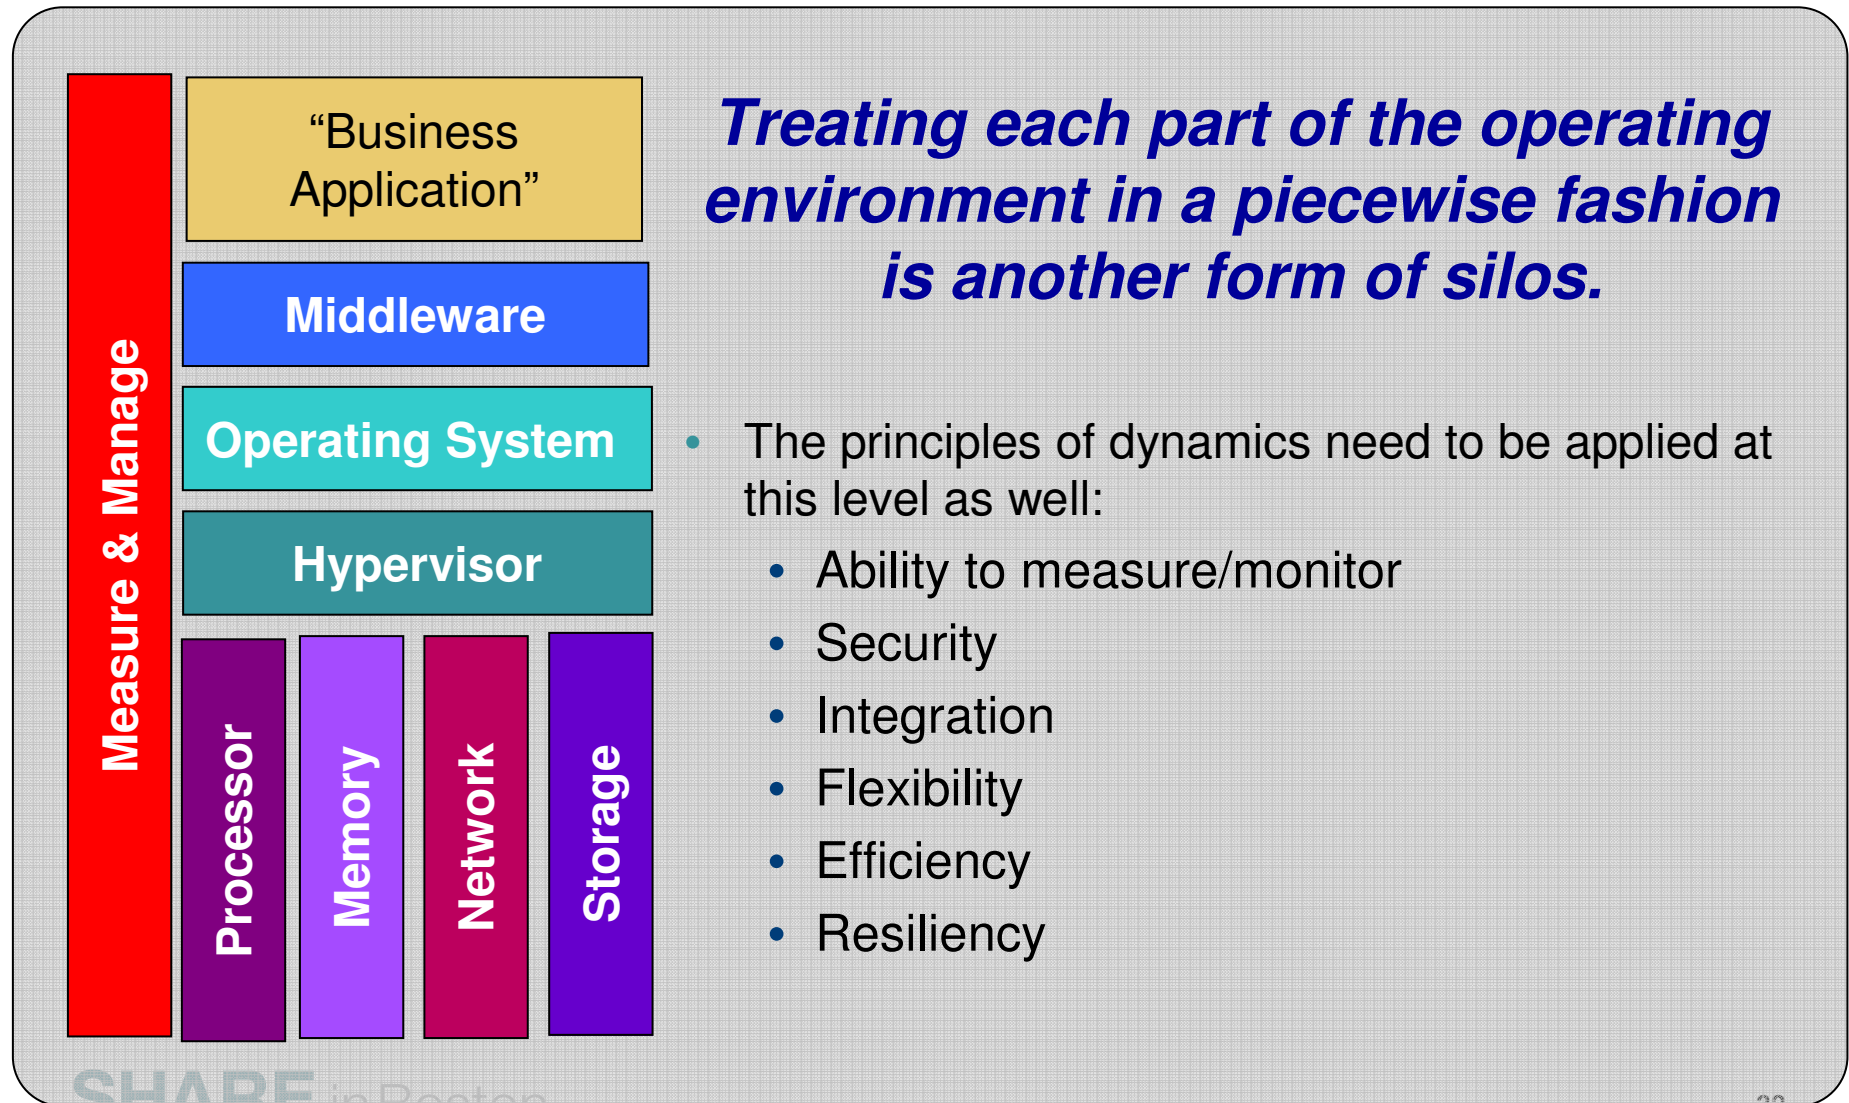 “Business
Application”
Middleware
Operating System
Hypervisor
Measure & Manage
Processor
Memory
Network
Storage
Treating each part of the operating
environment in a piecewise fashion
is another form of silos.
• The principles of dynamics need to be applied at
this level as well:
• Ability to measure/monitor
• Security
• Integration
• Flexibility
• Efficiency
• Resiliency
SHARE in Boston